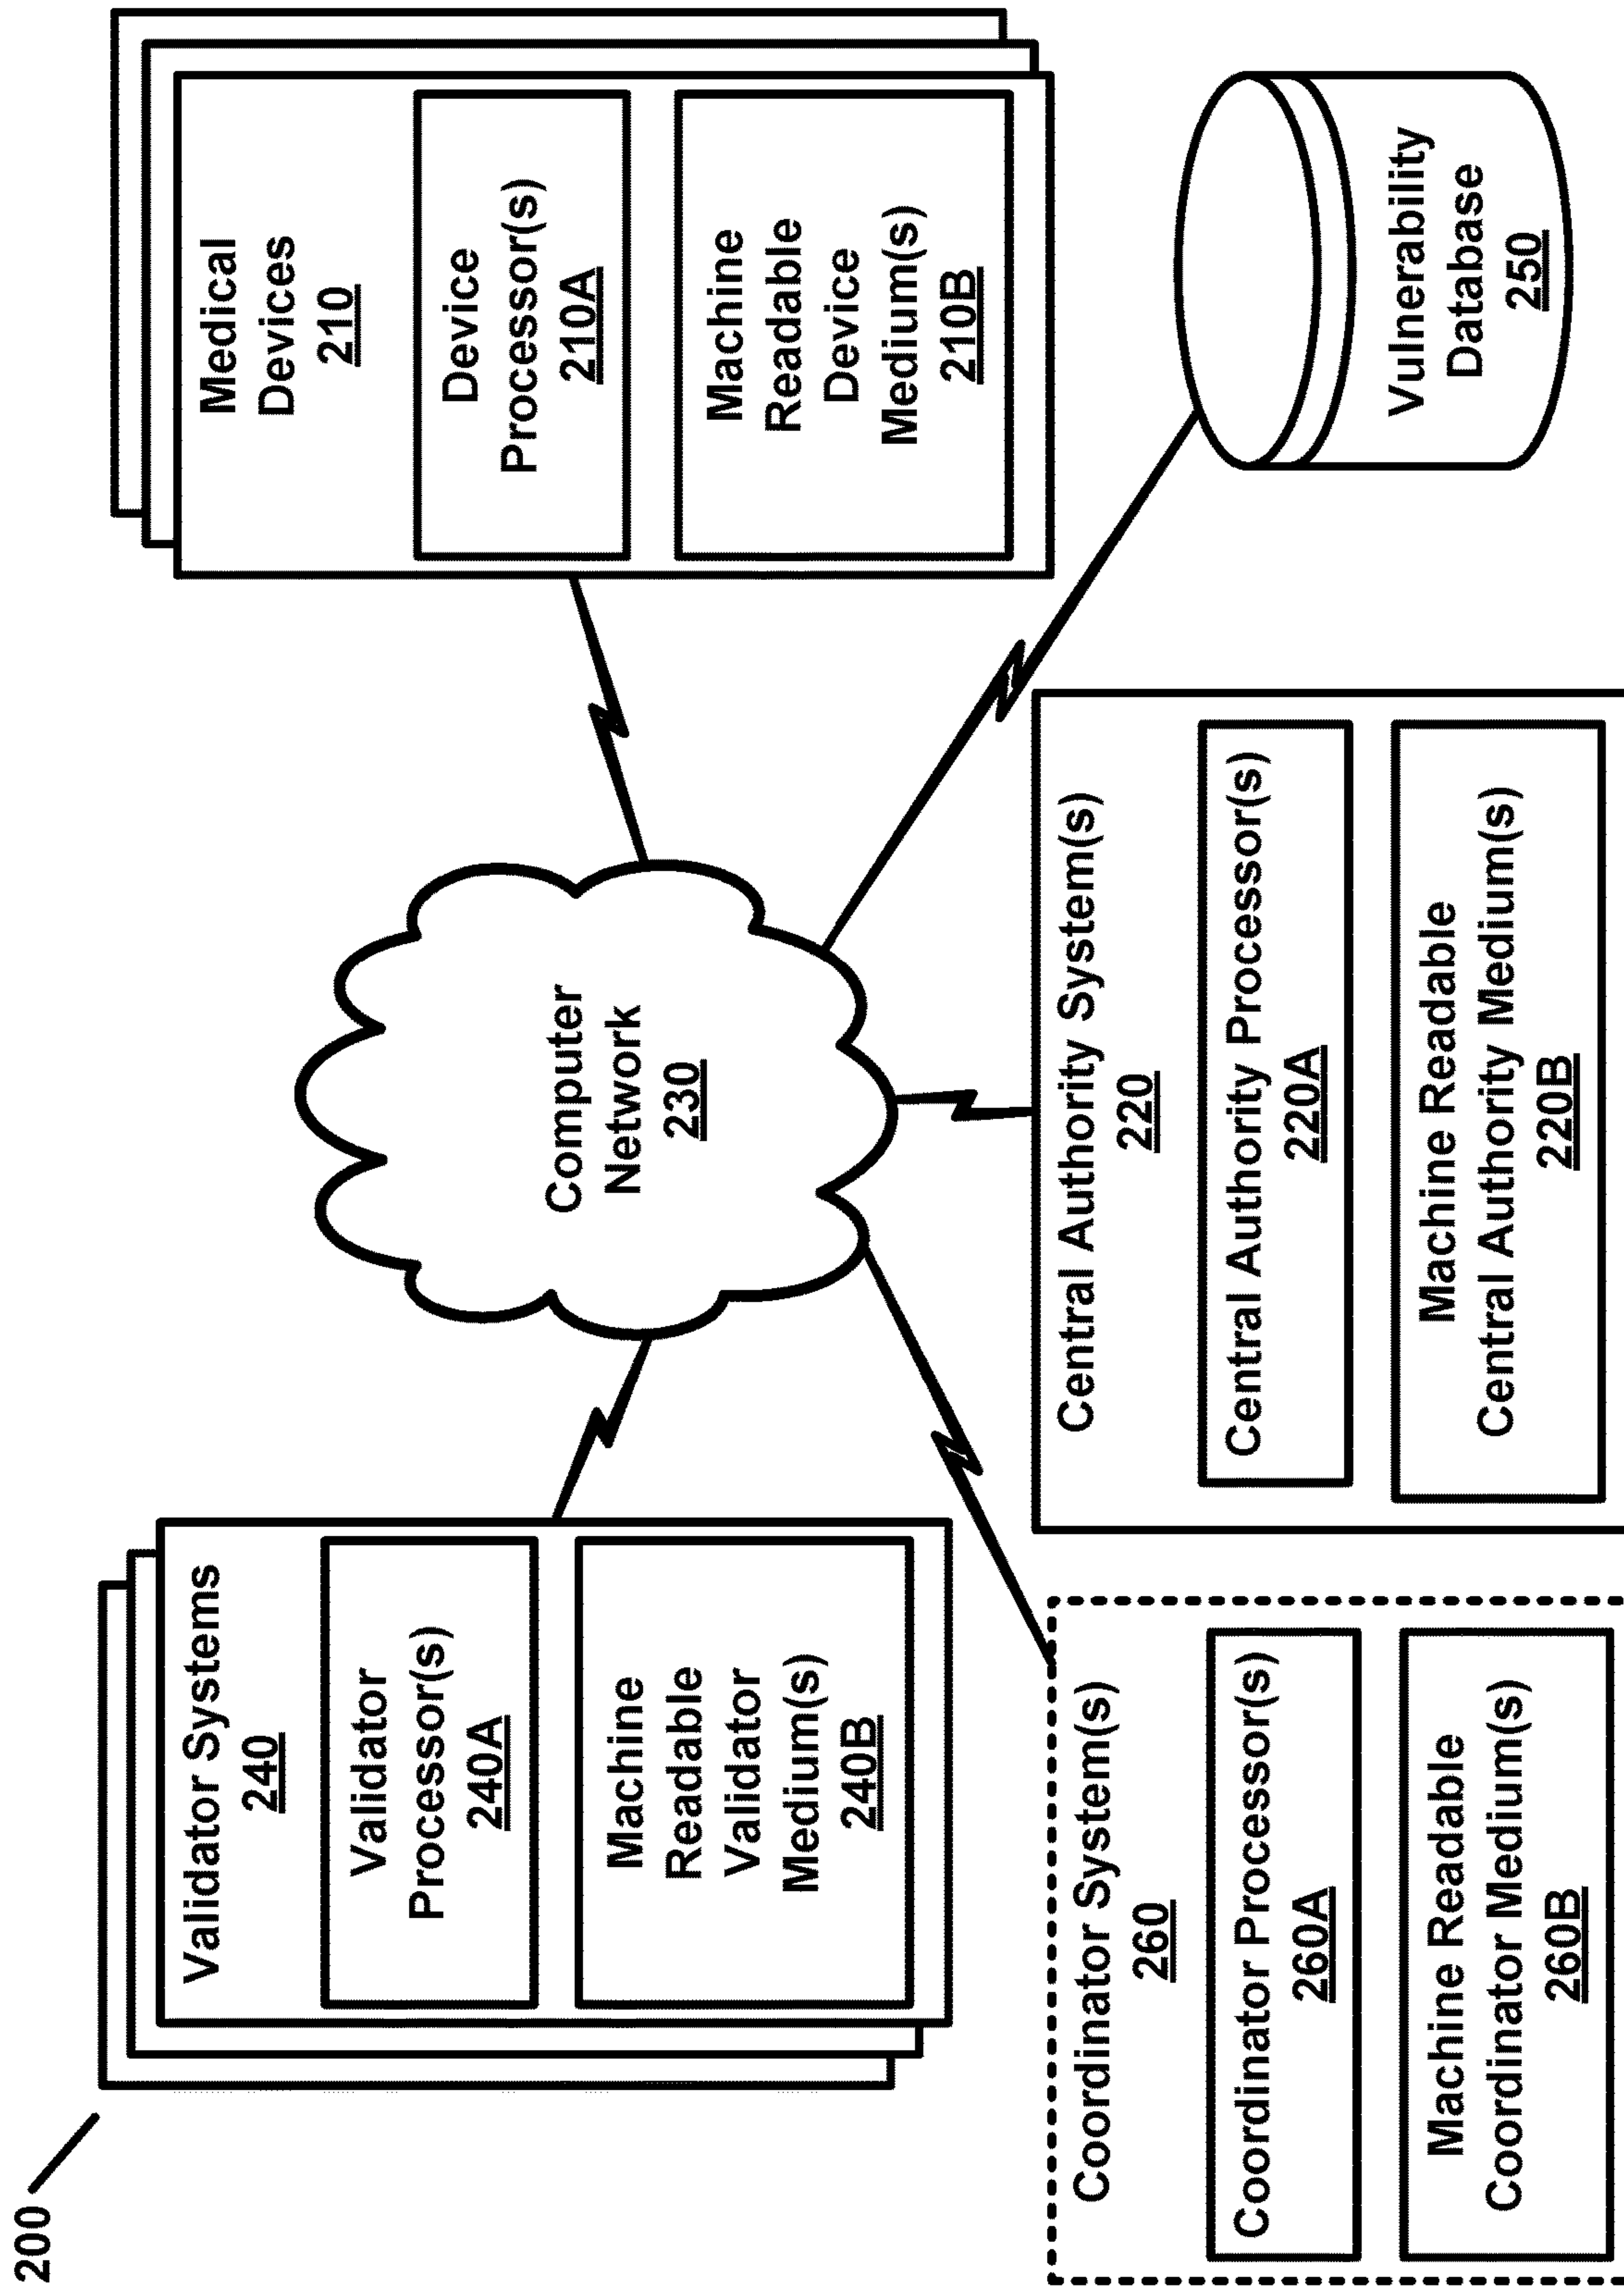 200
Validator Systems
240
Validator
Processor(s)
240A
Machine
Readable
Validator
Medium(s)
240B
Computer
Network
230
Medical
Devices
210
Device
Processor(s)
210A
Machine
Readable
Device
Medium(s)
210B
Coordinator System(s)
260
Coordinator Processor(s)
260A
Machine Readable
Coordinator Medium(s)
260B
Central Authority System(s)
220
Central Authority Processor(s)
220A
Machine Readable
Central Authority Medium(s)
220B
Vulnerability
Database
250